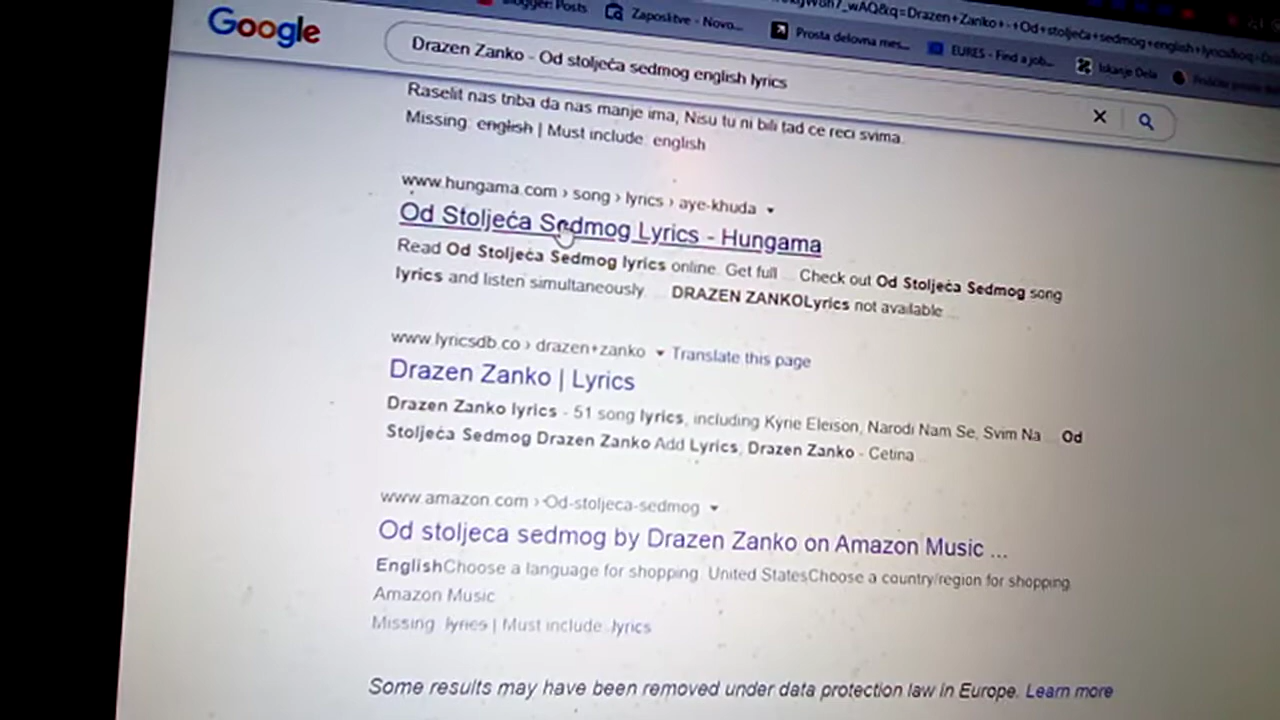 Blogger: Posts
Zaposlitve - Novo...
Prosta delovna mes...
EURES - Find a job...
Iskanje Dela
Google
Drazen Zanko - Od stoljeća sedmog english lyrics
Raselit nas triba da nas manje ima, Nisu tu ni bili tad ce reci svima.
Missing: english | Must include: english
www.hungama.com › song › lyrics › aye-khuda
Od Stoljeća Sedmog Lyrics - Hungama
Read Od Stoljeća Sedmog lyrics online. Get full ... Check out Od Stoljeća Sedmog song
lyrics and listen simultaneously. ... DRAZEN ZANKOLyrics not available ...
www.lyricsdb.co › drazen+zanko Translate this page
Drazen Zanko | Lyrics
Drazen Zanko lyrics - 51 song lyrics, including Kyrie Eleison, Narodi Nam Se, Svim Na ... Od
Stoljeća Sedmog Drazen Zanko Add Lyrics, Drazen Zanko - Cetina ...
www.amazon.com › Od-stoljeca-sedmog
Od stoljeca sedmog by Drazen Zanko on Amazon Music ...
EnglishChoose a language for shopping. United StatesChoose a country/region for shopping.
Amazon Music
Missing: lyrics | Must include: lyrics
Some results may have been removed under data protection law in Europe. Learn more